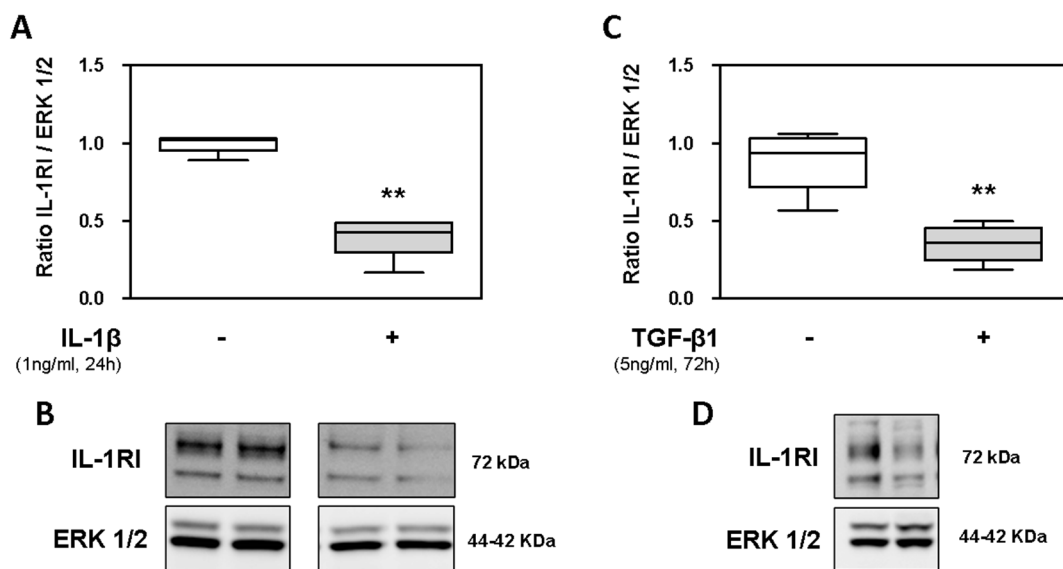 A
Ratio IL-1RI / ERK 1/2
1.5
1.0
0.5
0.0
**
IL-1β - +
(1ng/ml, 24h)
B
IL-1RI 72 kDa
ERK 1/2 44-42 KDa
C
Ratio IL-1RI/ ERK 1/2
1.5
1.0
0.5
0.0
**
TGF-β1 - +
(5ng/ml, 72h)
D
IL-1RI 72 kDa
ERK 1/2 44-42 KDa